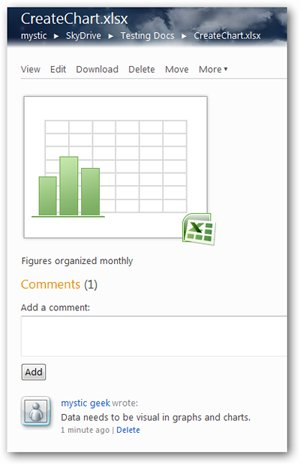 CreateChart.xlsx
mystic ▸ SkyDrive ▸ Testing Docs ▸ CreateChart.xlsx
View Edit Download Delete Move More ▾
Figures organized monthly
Comments (1)
Add a comment:
Add
mystic geek wrote:
Data needs to be visual in graphs and charts.
1 minute ago | Delete